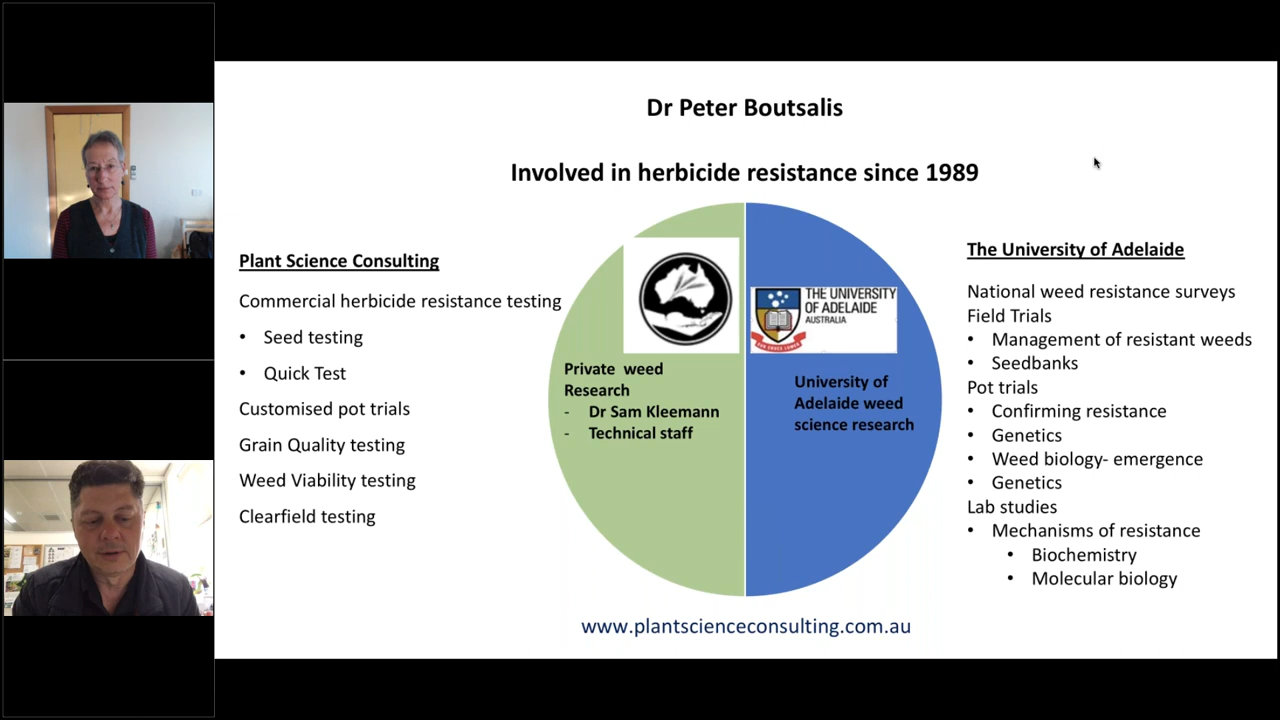 Dr Peter Boutsalis
Involved in herbicide resistance since 1989
Plant Science Consulting
Commercial herbicide resistance testing
• Seed testing
• Quick Test
Customised pot trials
Grain Quality testing
Weed Viability testing
Clearfield testing
Private weed
Research
- Dr Sam Kleemann
- Technical staff
THE UNIVERSITY
OF ADELAIDE
AUSTRALIA
University of
Adelaide weed
science research
The University of Adelaide
National weed resistance surveys
Field Trials
• Management of resistant weeds
• Seedbanks
Pot trials
• Confirming resistance
• Genetics
• Weed biology- emergence
• Genetics
Lab studies
• Mechanisms of resistance
• Biochemistry
• Molecular biology
www.plantscienceconsulting.com.au